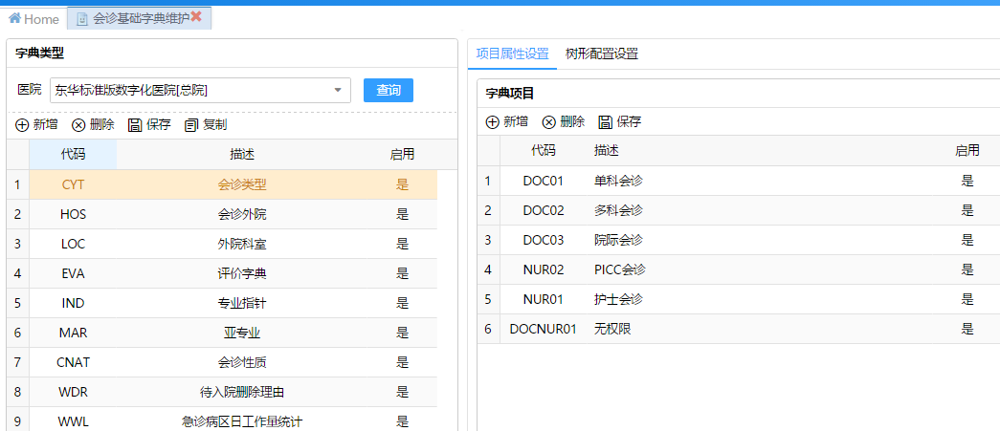 Home 会诊基础字典维护
字典类型
医院 东华标准版数字化医院[总院] 查询
新增 删除 保存 复制
代码 描述 启用
1 CYT 会诊类型 是
2 HOS 会诊外院 是
3 LOC 外院科室 是
4 EVA 评价字典 是
5 IND 专业指针 是
6 MAR 亚专业 是
7 CNAT 会诊性质 是
8 WDR 待入院删除理由 是
9 WWL 急诊病区日工作量统计 是
项目属性设置 树形配置设置
字典项目
新增 删除 保存
代码 描述 启用
1 DOC01 单科会诊 是
2 DOC02 多科会诊 是
3 DOC03 院际会诊 是
4 NUR02 PICC会诊 是
5 NUR01 护士会诊 是
6 DOCNUR01 无权限 是